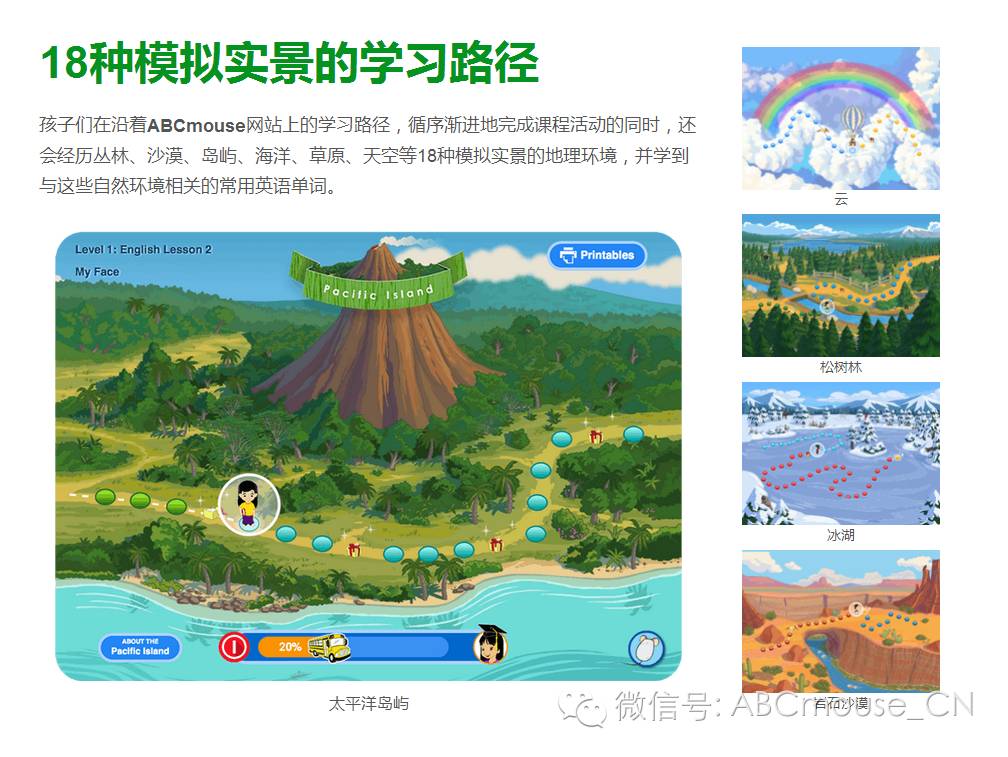 18种模拟实景的学习路径
孩子们在沿着ABCmouse网站上的学习路径，循序渐进地完成课程活动的同时，还
会经历丛林、沙漠、岛屿、海洋、草原、天空等18种模拟实景的地理环境，并学到
与这些自然环境相关的常用英语单词。
云
松树林
冰湖
岩石沙漠
Level 1: English Lesson 2
My Face
Printables
Pacific Island
ABOUT THE
Pacific Island
20%
太平洋岛屿
微信号: ABCmouse_CN